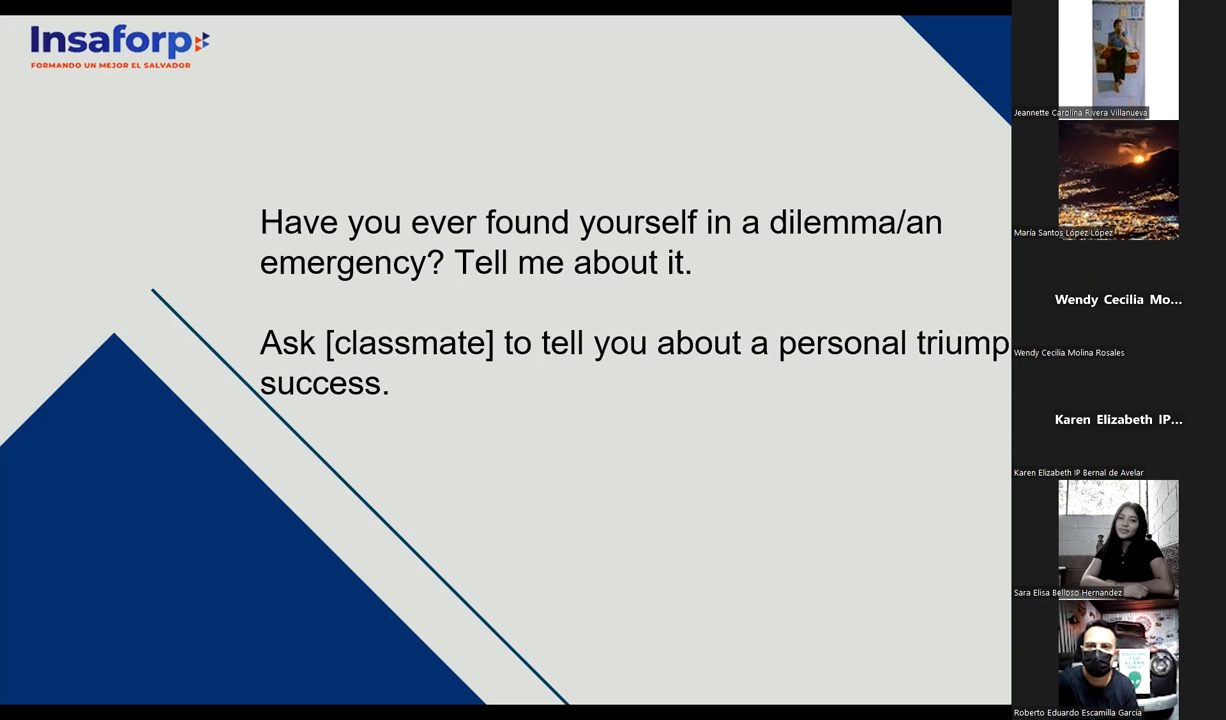 Insaforp
FORMANDO UN MEJOR EL SALVADOR
Have you ever found yourself in a dilemma/an
emergency? Tell me about it.
Ask [classmate] to tell you about a personal triump
success.
Jeannette Carolina Rivera Villanueva
María Santos López López
Wendy Cecilia Mo...
Wendy Cecilia Molina Rosales
Karen Elizabeth IP...
Karen Elizabeth IP Bernal de Avelar
Sara Elisa Belloso Hernandez
Roberto Eduardo Escamilla García